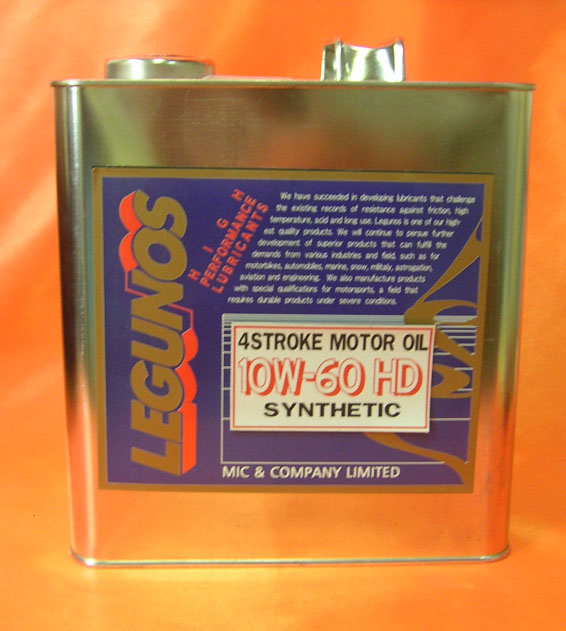 LEGUNOS
HIGH
PERFORMANCE
LUBRICANTS
We have succeeded in developing lubricants that challenge
the existing records of resistance against friction, high
temperature, acid and long use. Legunos is one of our high-
est quality products. We will continue to persue further
development of superior products that can fulfill the
demands from various industries and field, such as for
motorbikes, automobiles, marine, snow, military, astrogation,
aviation and engineering. We also manufacture products
with special qualifications for motorsports, a field that
requires durable products under severe conditions.
4STROKE MOTOR OIL
10W-60 HD
SYNTHETIC
MIC & COMPANY LIMITED